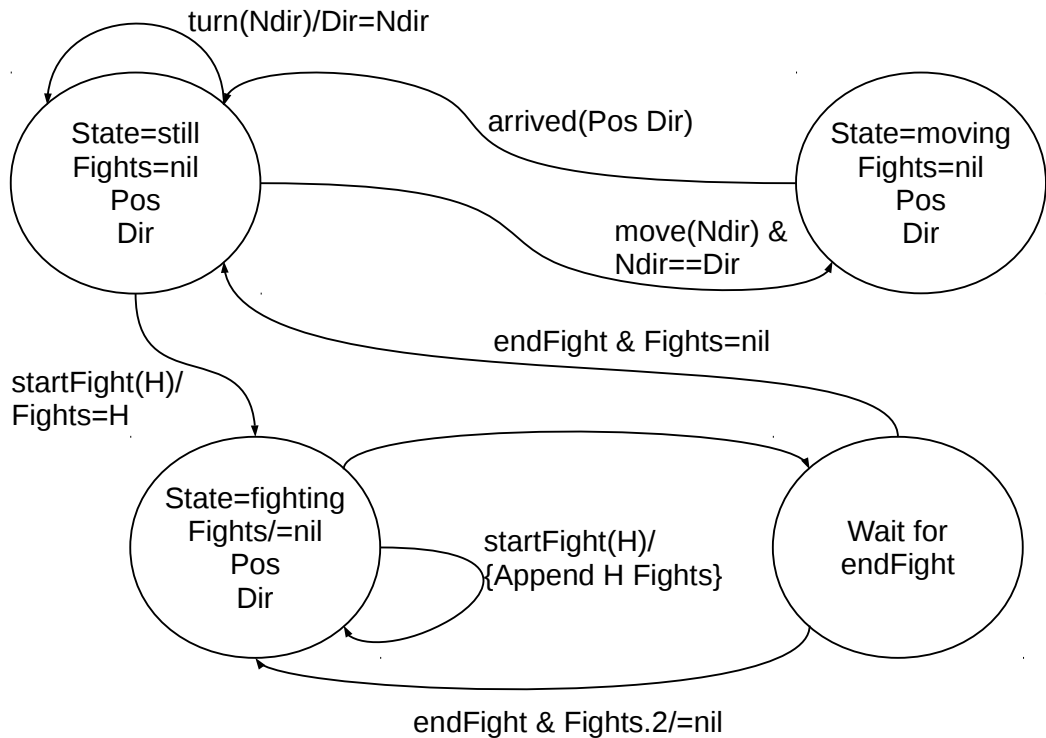 turn(Ndir)/Dir=Ndir
State=still
Fights=nil
Pos
Dir
arrived(Pos Dir)
State=moving
Fights=nil
Pos
Dir
move(Ndir) &
Ndir==Dir
endFight & Fights=nil
startFight(H)/
Fights=H
State=fighting
Fights/=nil
Pos
Dir
startFight(H)/
{Append H Fights}
Wait for
endFight
endFight & Fights.2/=nil